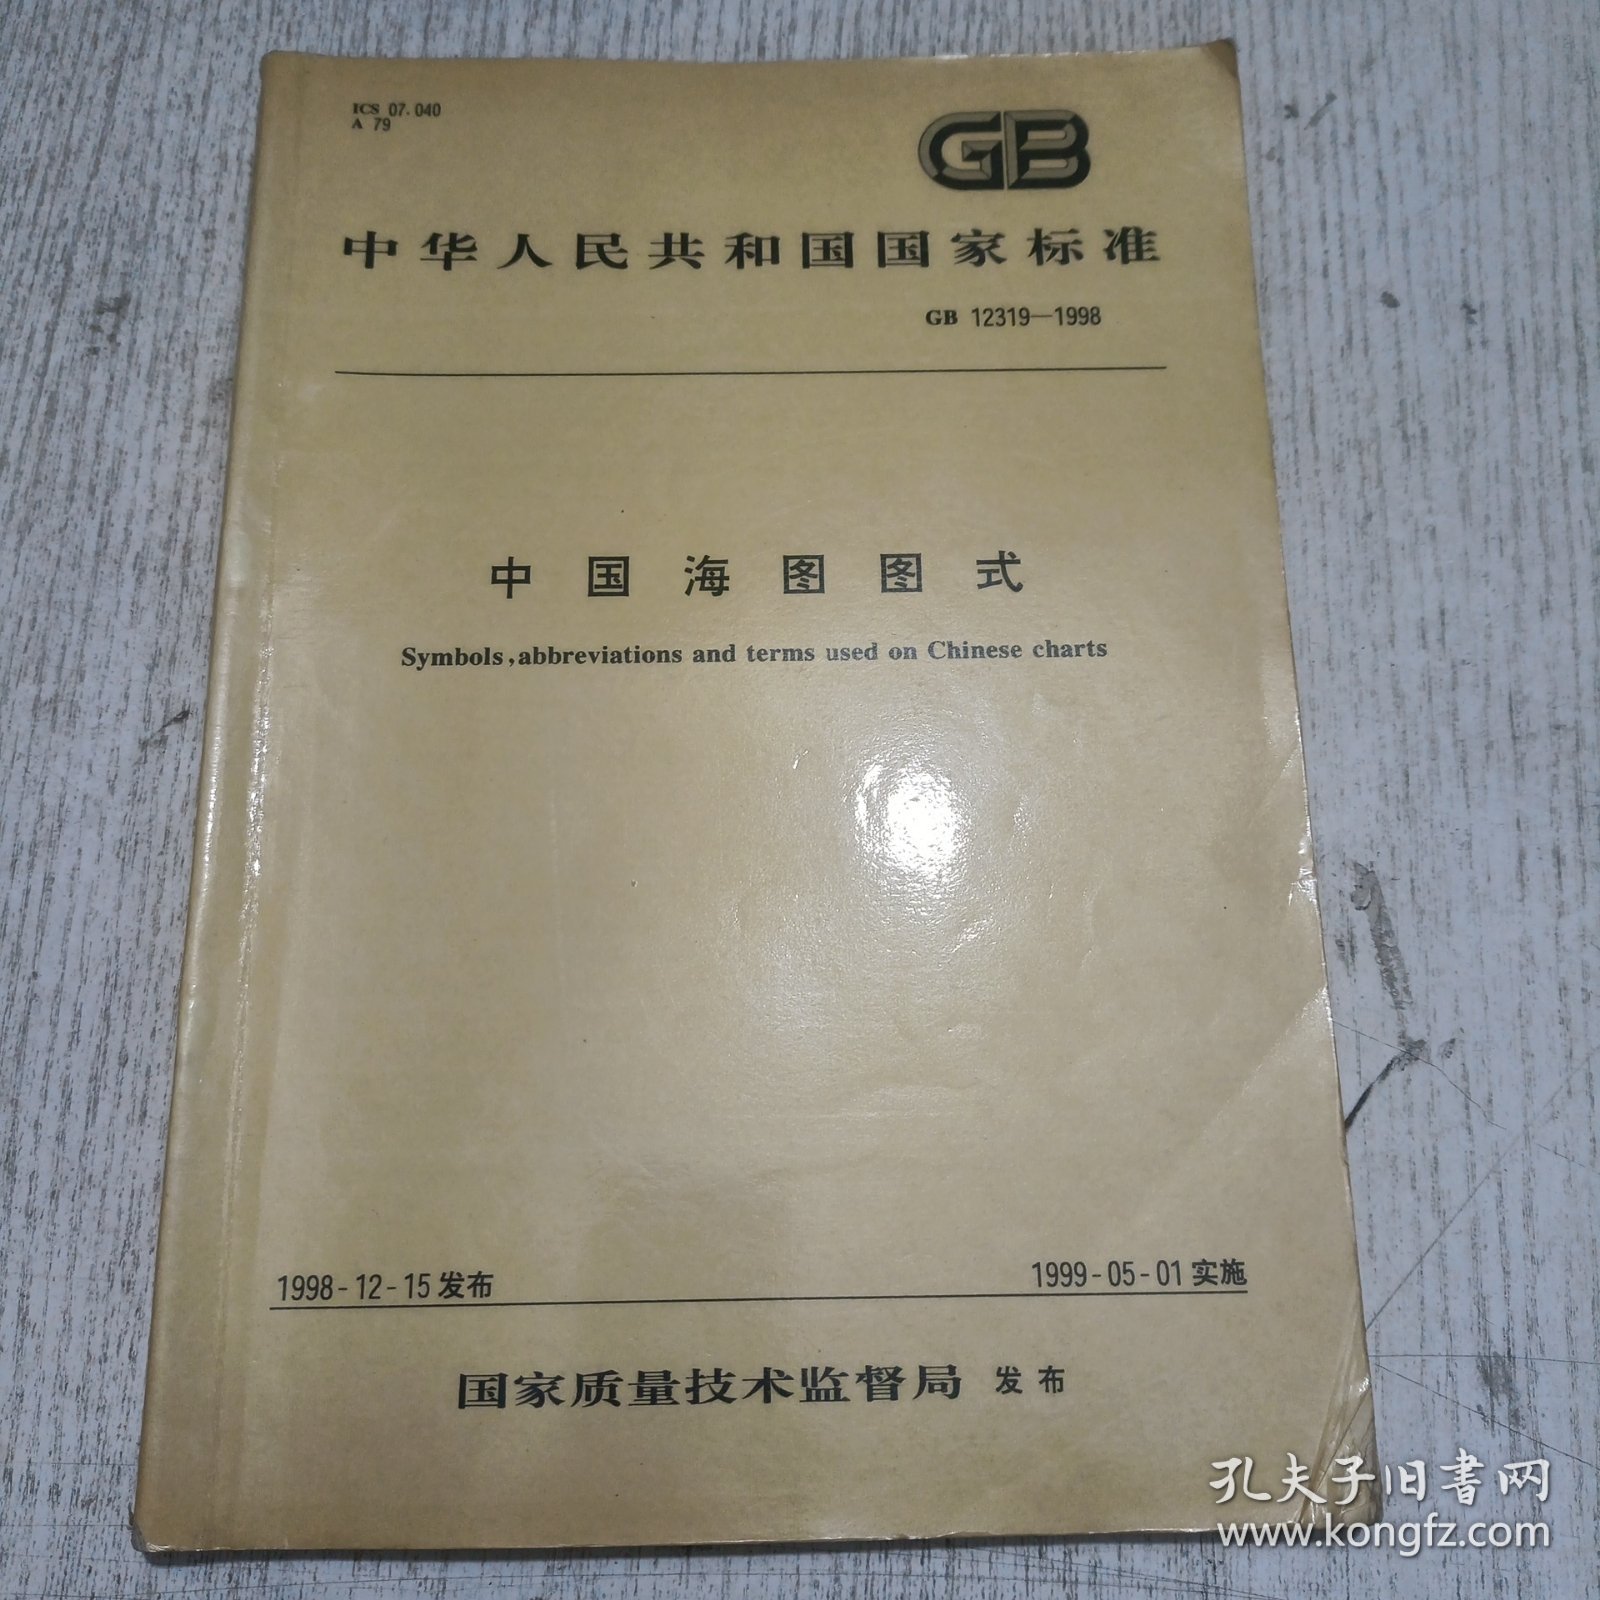 ICS 07.040
A 79
GB
中华人民共和国国家标准
GB 12319—1998
中国海图图式
Symbols,abbreviations and terms used on Chinese charts
1998-12-15发布
1999-05-01实施
国家质量技术监督局 发布
孔夫子旧书网
www.kongfz.com